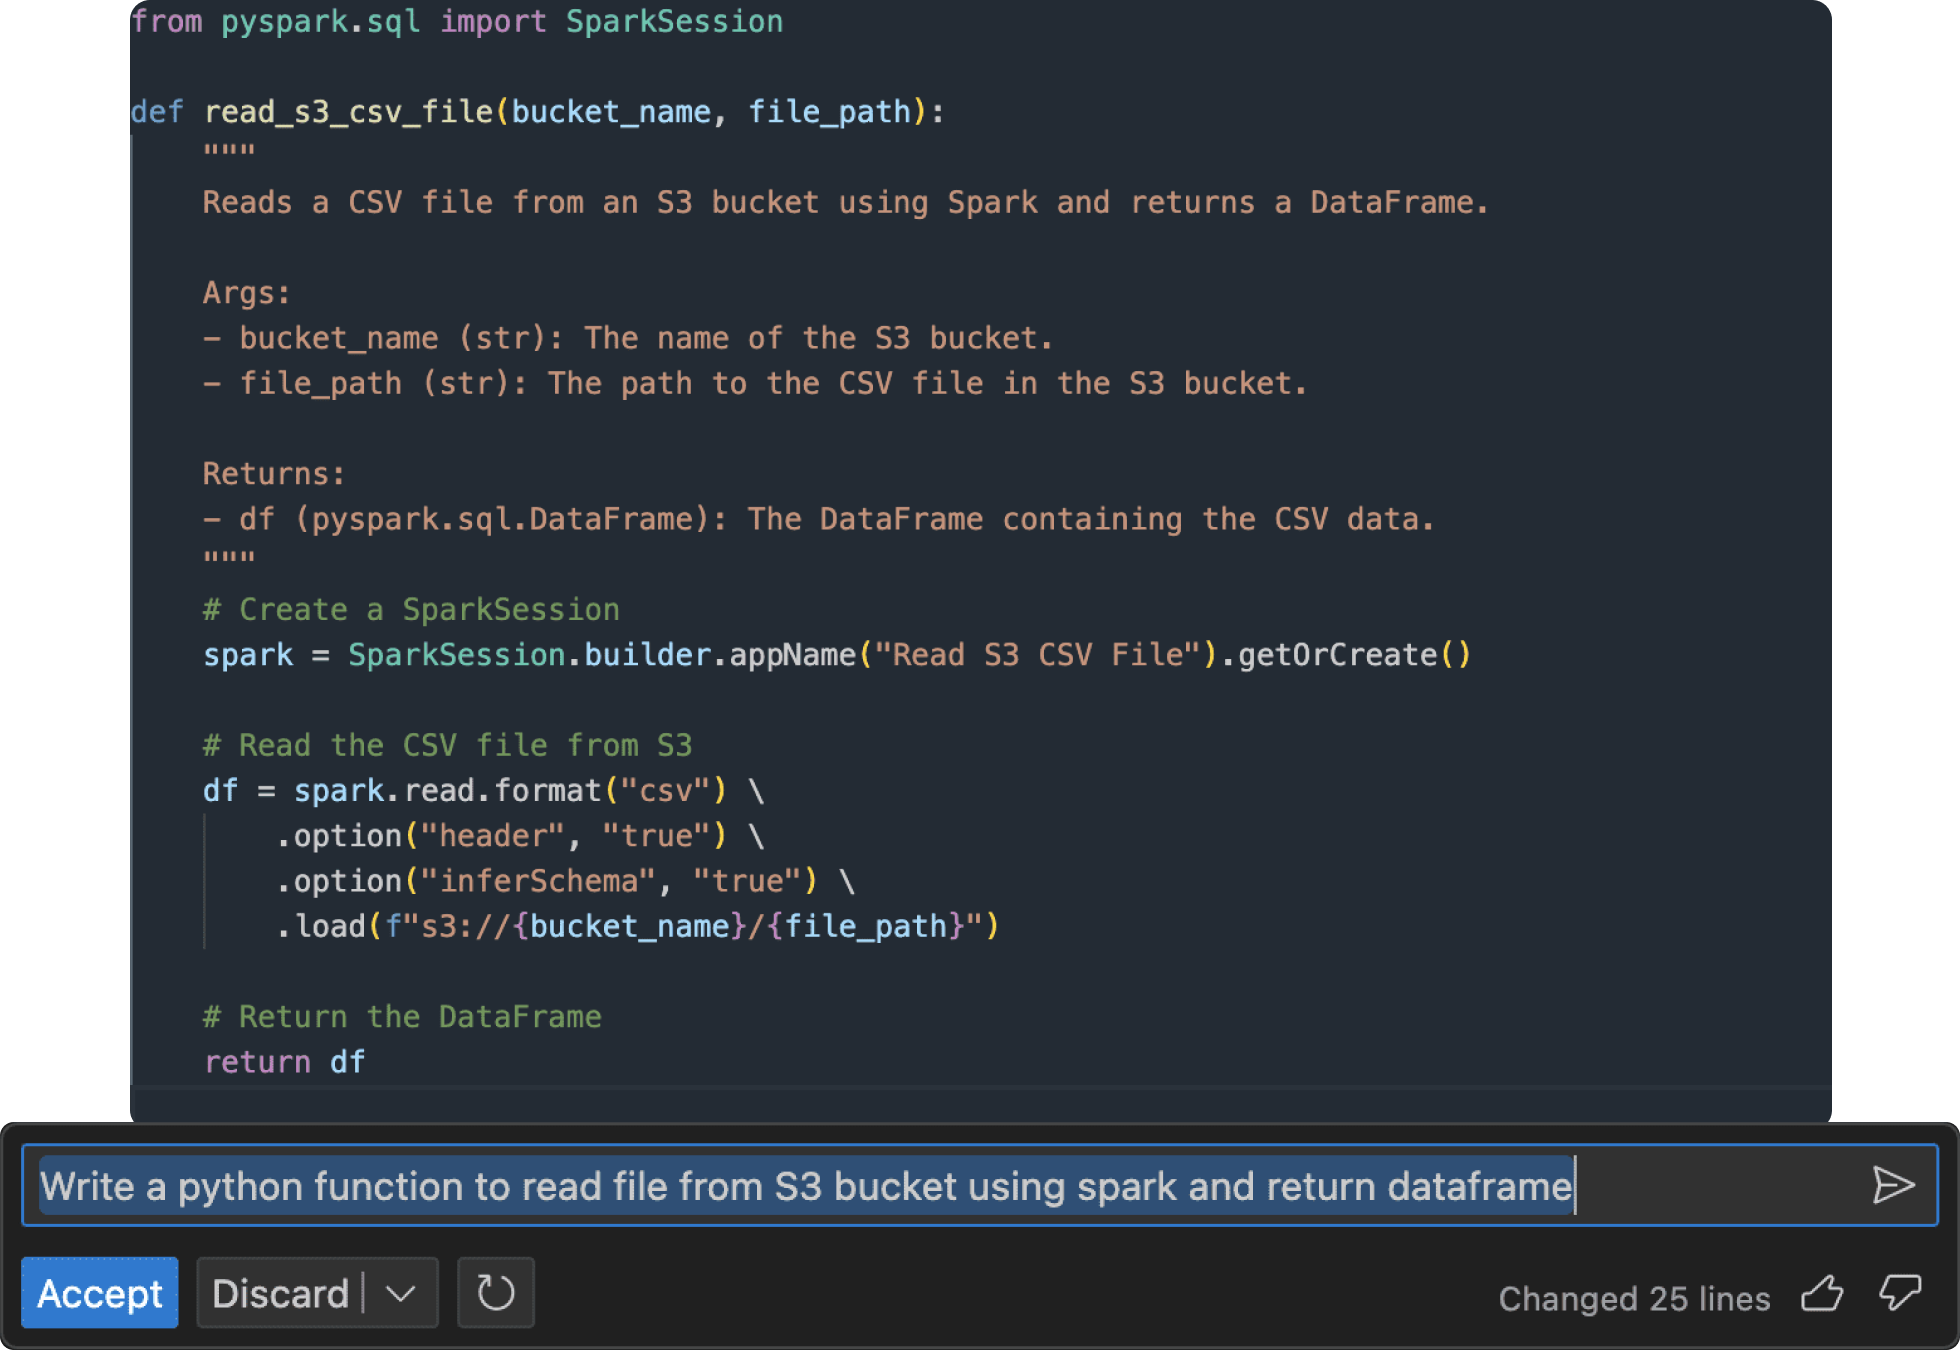 from pyspark.sql import SparkSession
def read_s3_csv_file(bucket_name, file_path):
"""
Reads a CSV file from an S3 bucket using Spark and returns a DataFrame.
Args:
- bucket_name (str): The name of the S3 bucket.
- file_path (str): The path to the CSV file in the S3 bucket.
Returns:
- df (pyspark.sql.DataFrame): The DataFrame containing the CSV data.
"""
# Create a SparkSession
spark = SparkSession.builder.appName("Read S3 CSV File").getOrCreate()
# Read the CSV file from S3
df = spark.read.format("csv") \
.option("header", "true") \
.option("inferSchema", "true") \
.load(f"s3://{bucket_name}/{file_path}")
# Return the DataFrame
return df
Write a python function to read file from S3 bucket using spark and return dataframe
Accept Discard Changed 25 lines